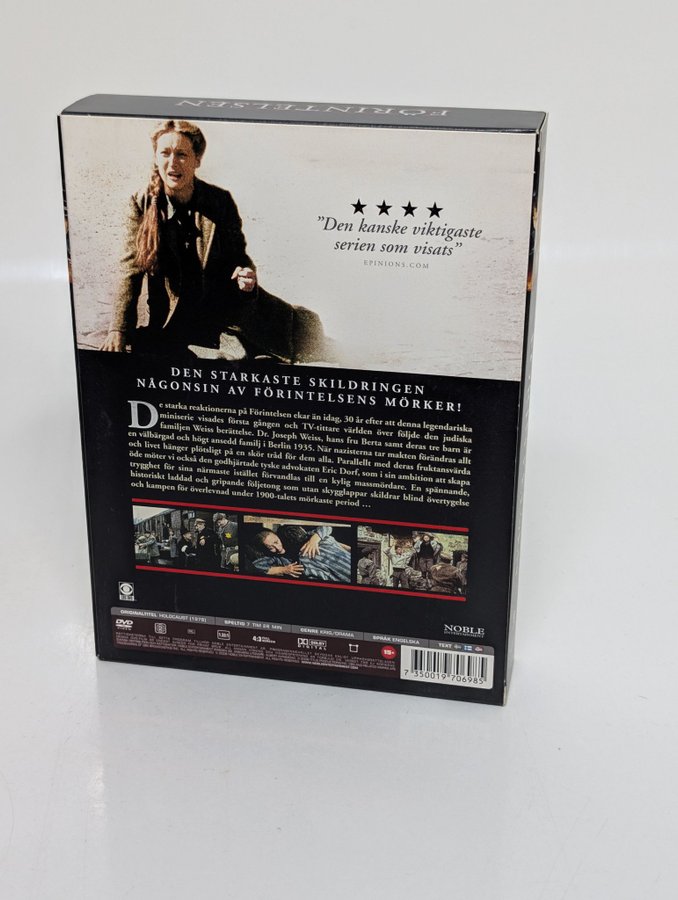 FÖRINTELSEN
"Den kanske viktigaste
serien som visats"
EPINIONS.COM
DEN STARKASTE SKILDRINGEN
NÅGONSIN AV FÖRINTELSENS MÖRKER!
De starka reaktionerna på Förintelsen ekar än idag, 30 år efter att denna legendariska
miniserie visades första gången och TV-tittare världen över följde den judiska
familjen Weiss berättelse. Dr. Joseph Weiss, hans fru Berta samt deras tre barn är
en välbärgad och högt ansedd familj i Berlin 1935. När nazisterna tar makten förändras allt
och livet hänger plötsligt på en skör tråd för dem alla. Parallellt med deras fruktansvärda
öde möter vi också den godhjärtade tyske advokaten Eric Dorf, som i sin ambition att skapa
trygghet för sina närmaste istället förvandlas till en kylig massmördare. En spännande,
historiskt laddad och gripande följetong som utan skygglappar skildrar blind övertygelse
och kampen för överlevnad under 1900-talets mörkaste period ...
ORIGINALTITEL HOLOCAUST (1978) SPELTID 7 TIM 24 MIN GENRE KRIG/DRAMA SPRÅK ENGELSKA TEXT
NOBLE
ENTERTAINMENT
DVD
4:3
DOLBY
DIGITAL
15+
7 350019 706985